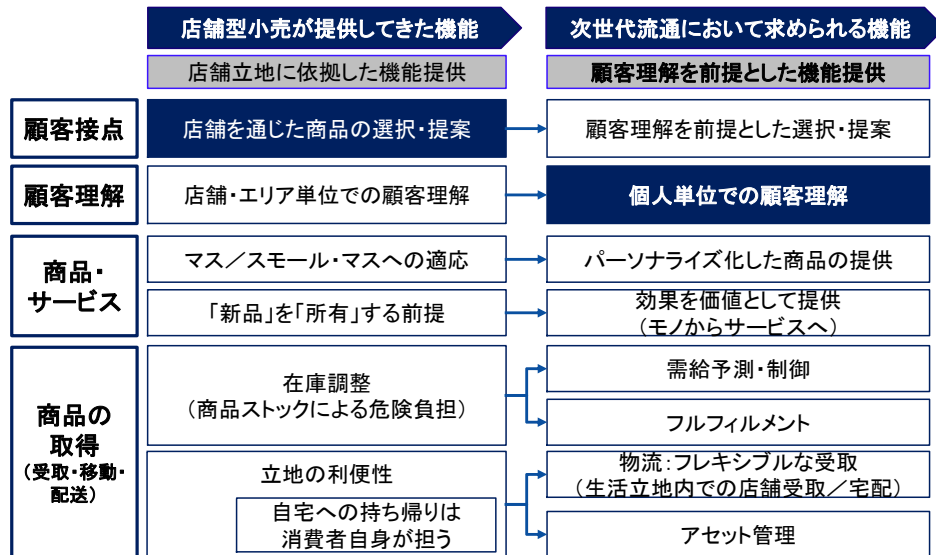 店舗型小売が提供してきた機能
次世代流通において求められる機能
店舗立地に依拠した機能提供
顧客理解を前提とした機能提供
顧客接点
店舗を通じた商品の選択・提案
顧客理解を前提とした選択・提案
顧客理解
店舗・エリア単位での顧客理解
個人単位での顧客理解
商品・
サービス
マス／スモール・マスへの適応
パーソナライズ化した商品の提供
「新品」を「所有」する前提
効果を価値として提供
（モノからサービスへ）
商品の
取得
（受取・移動・
配送）
在庫調整
（商品ストックによる危険負担）
需給予測・制御
フルフィルメント
立地の利便性
自宅への持ち帰りは
消費者自身が担う
物流：フレキシブルな受取
（生活立地内での店舗受取／宅配）
アセット管理